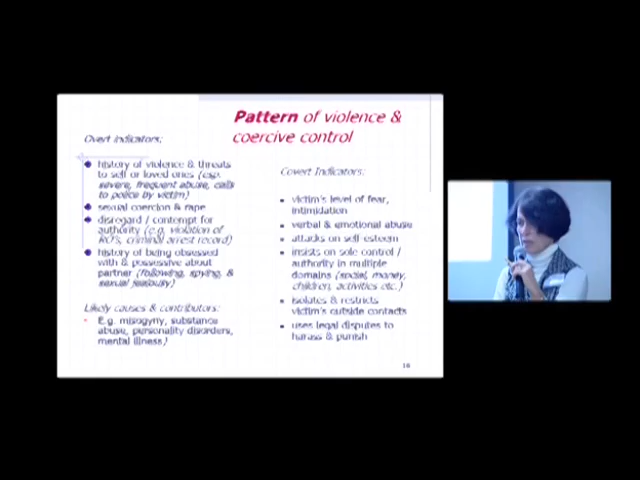 Pattern of violence &
coercive control
Overt indicators:
history of violence & threats
to self or loved ones (e.g.
severe, frequent abuse, calls
to police by victim)
sexual coercion & rape
disregard / contempt for
authority (e.g. violation of
RO's, criminal arrest record)
history of being obsessed
with & possessive about
partner (following, spying, &
sexual jealousy)
Likely causes & contributors:
E.g. misogyny, substance
abuse, personality disorders,
mental illness)
Covert Indicators:
victim's level of fear,
intimidation
verbal & emotional abuse
attacks on self-esteem
insists on sole control /
authority in multiple
domains (social, money,
children, activities etc.)
isolates & restricts
victim's outside contacts
uses legal disputes to
harass & punish